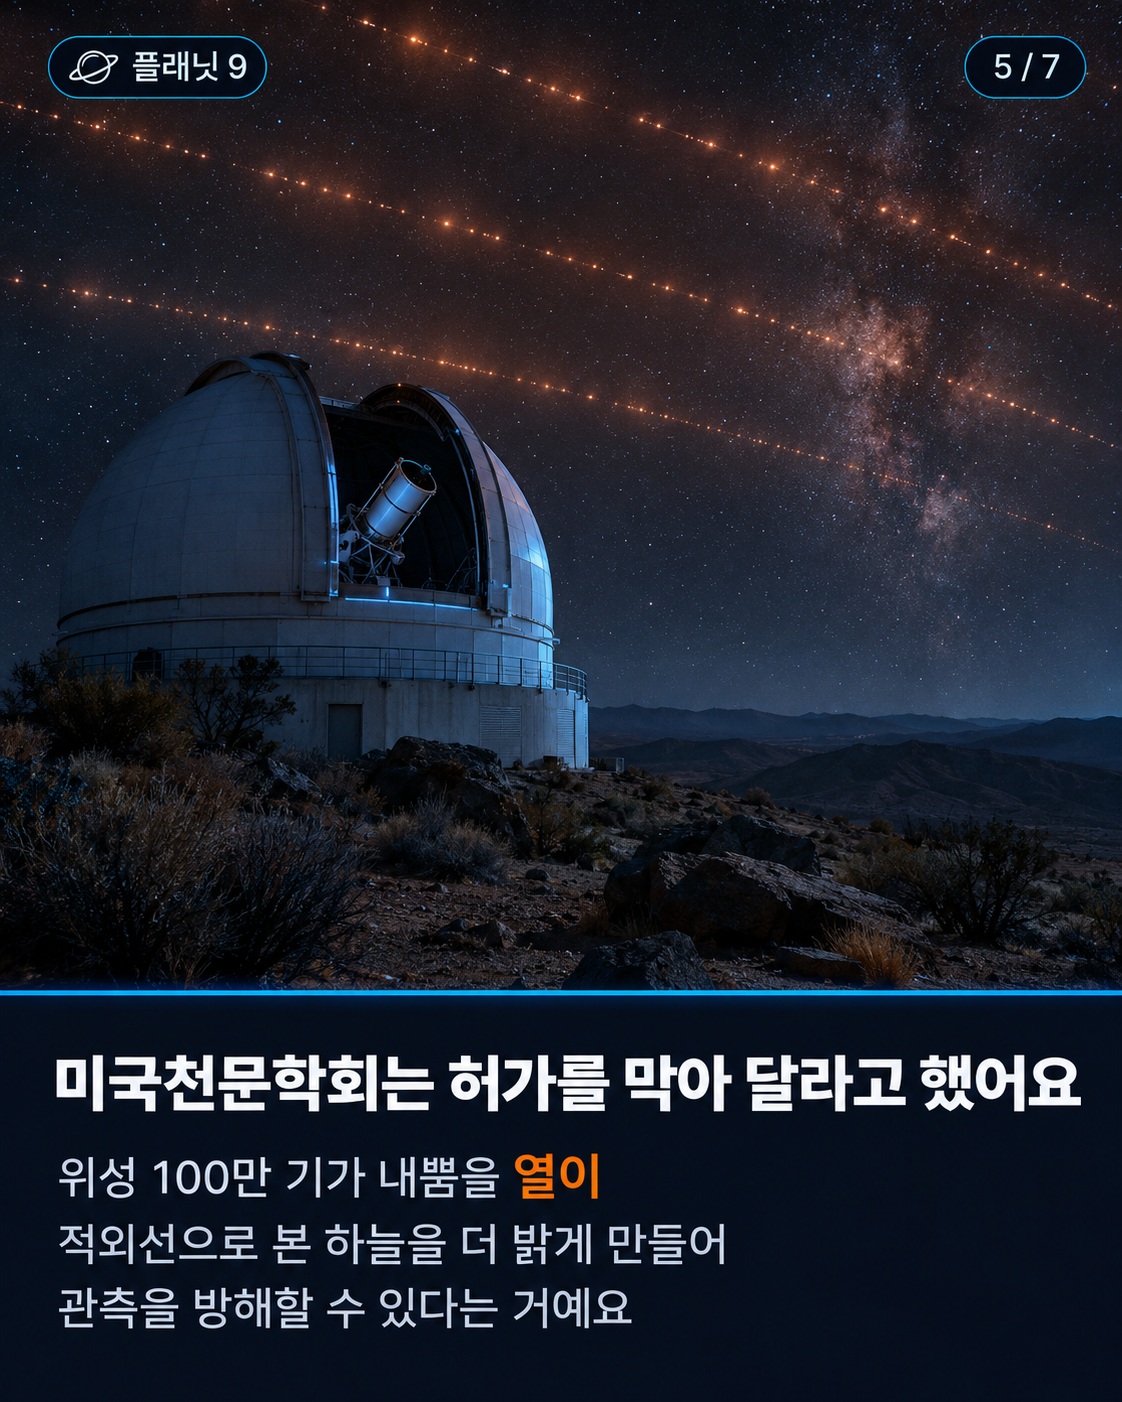 플래닛 9
5 / 7
미국천문학회는 허가를 막아 달라고 했어요
위성 100만 기가 내뿜을 열이
적외선으로 본 하늘을 더 밝게 만들어
관측을 방해할 수 있다는 거예요